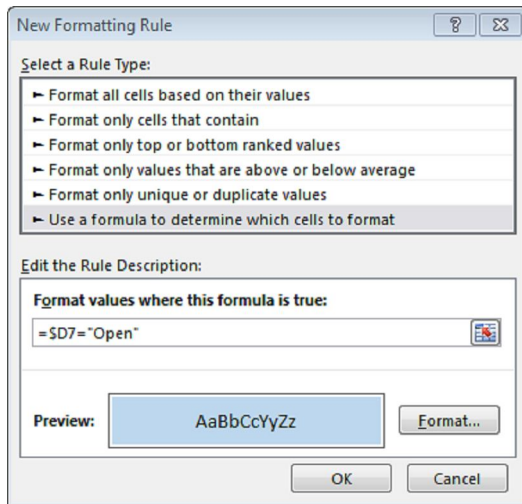 New Formatting Rule
?
Select a Rule Type:
► Format all cells based on their values
► Format only cells that contain
► Format only top or bottom ranked values
► Format only values that are above or below average
► Format only unique or duplicate values
► Use a formula to determine which cells to format
Edit the Rule Description:
Format values where this formula is true:
=$D7="Open"
Preview:
AaBbCcYyZz
Format...
OK
Cancel